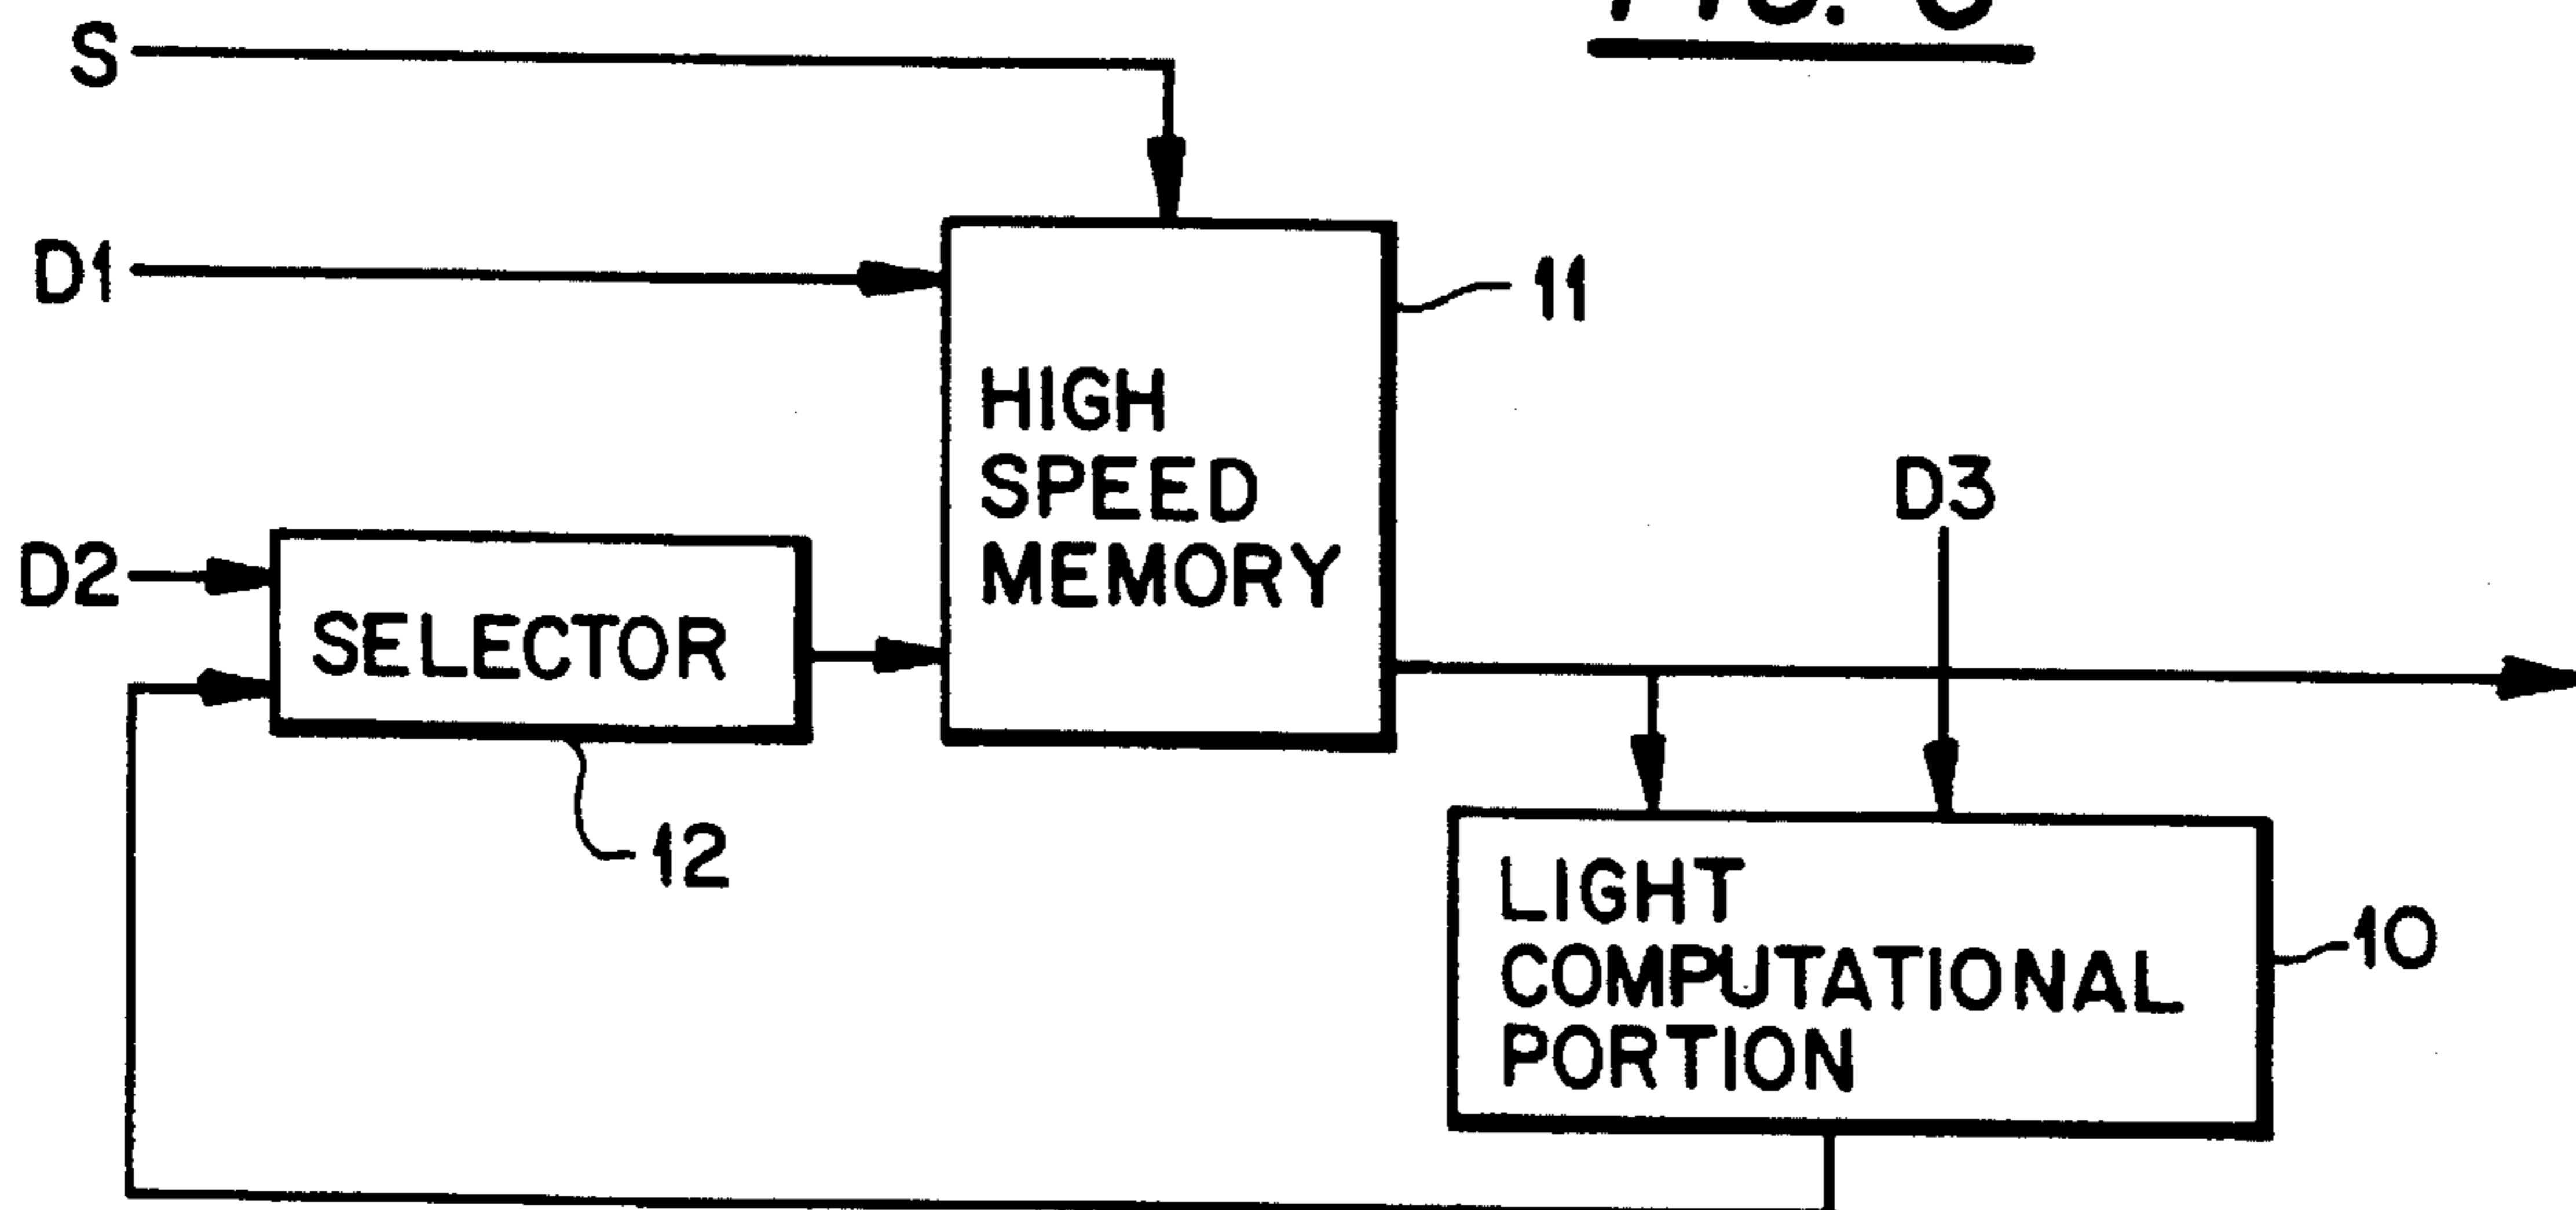 S
D1
11
HIGH
SPEED
MEMORY
D3
D2
SELECTOR
12
LIGHT
COMPUTATIONAL
PORTION
10